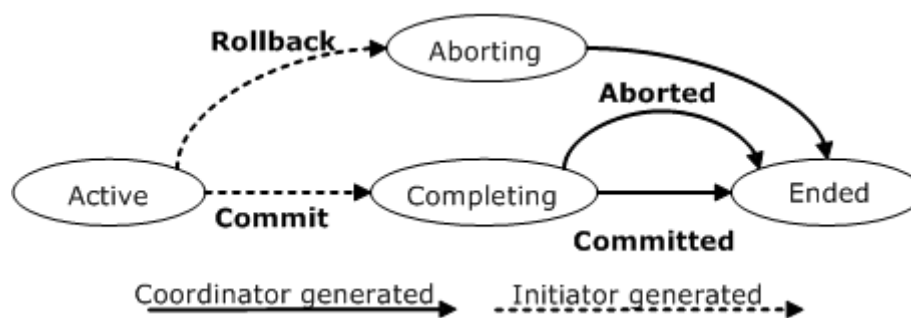 Rollback
Aborting
Aborted
Active
Completing
Ended
Commit
Committed
Coordinator generated
Initiator generated